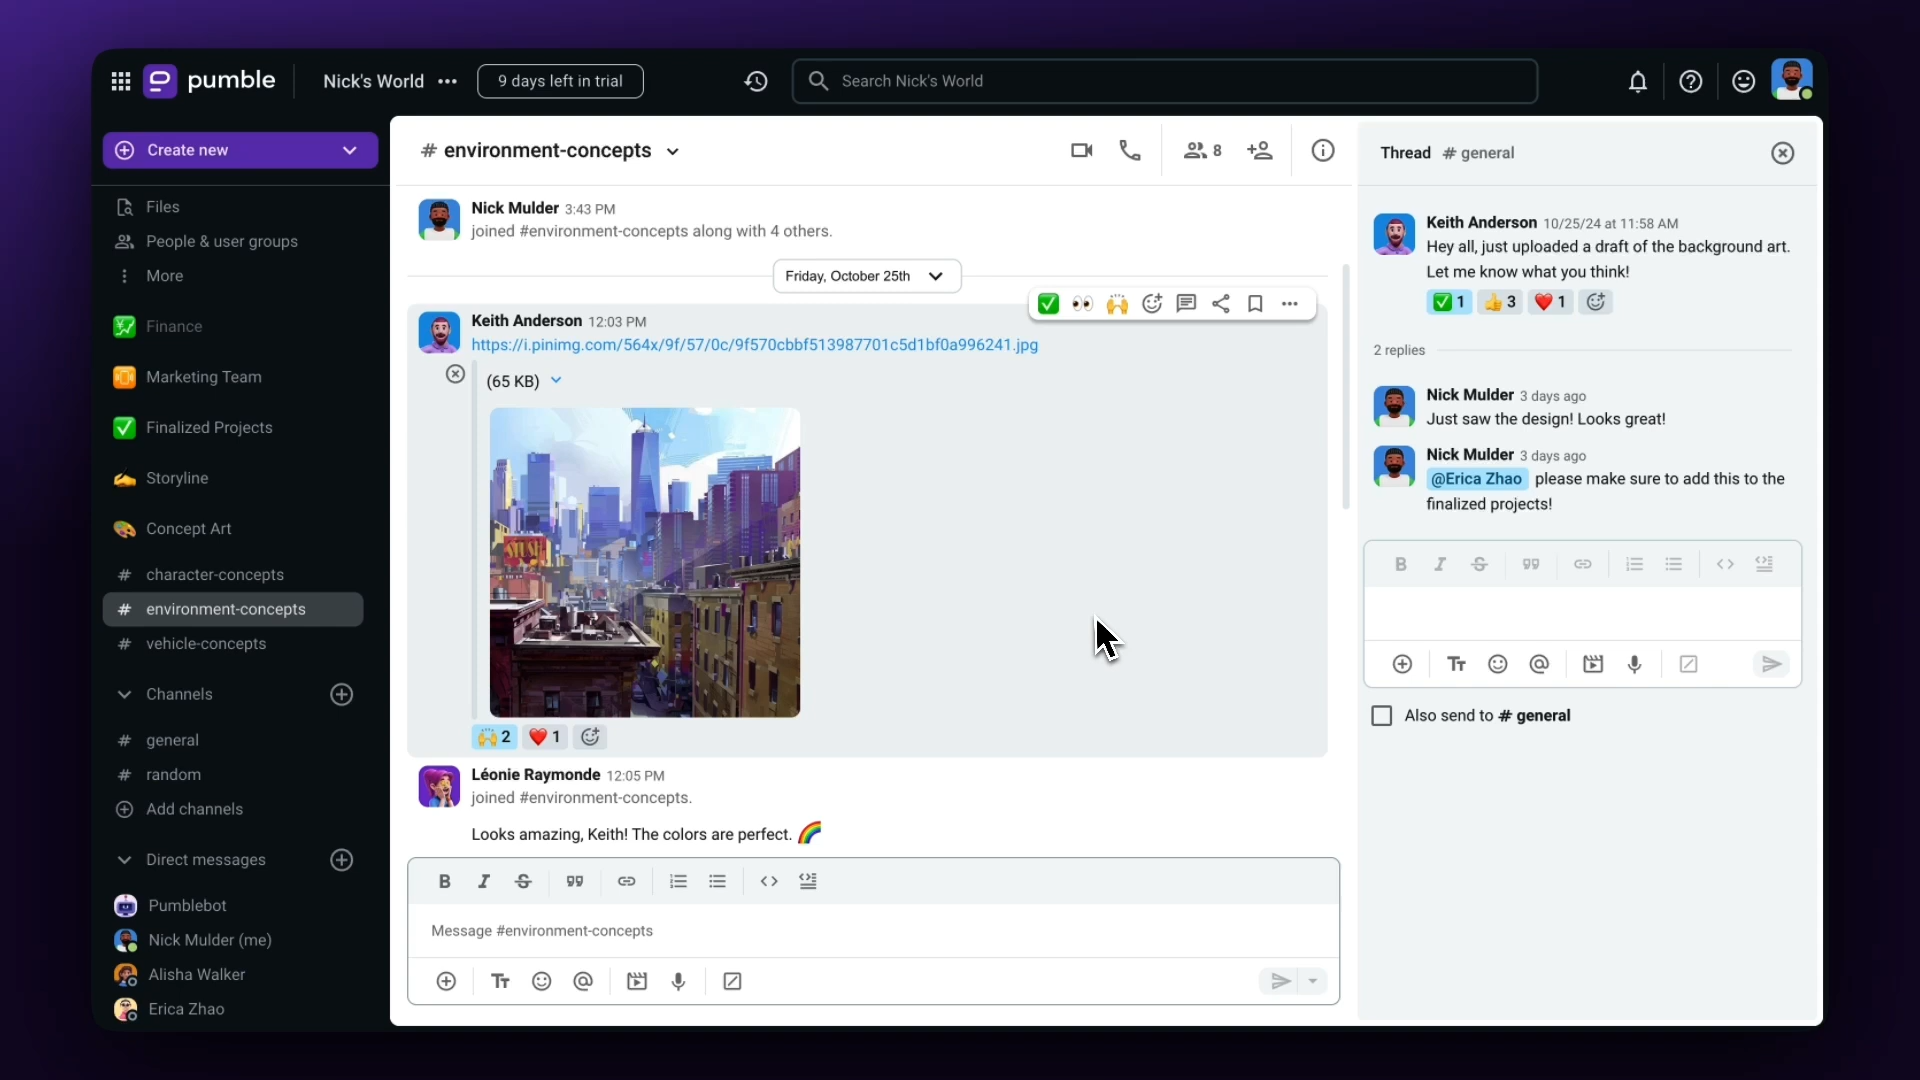 pumble
Nick's World
9 days left in trial
Search Nick's World
Create new
Files
People & user groups
More
Finance
Marketing Team
Finalized Projects
Storyline
Concept Art
# character-concepts
# environment-concepts
# vehicle-concepts
Channels
# general
# random
Add channels
Direct messages
Pumblebot
Nick Mulder (me)
Alisha Walker
Erica Zhao
# environment-concepts
8
Nick Mulder 3:43 PM
joined #environment-concepts along with 4 others.
Friday, October 25th
Keith Anderson 12:03 PM
https://i.pinimg.com/564x/9f/57/0c/9f570cbbf513987701c5d1bf0a996241.jpg
(65 KB)
🙌 2 ❤️ 1
Léonie Raymonde 12:05 PM
joined #environment-concepts.
Looks amazing, Keith! The colors are perfect. 🌈
B I S
Message #environment-concepts
Tт @
Thread # general
Keith Anderson 10/25/24 at 11:58 AM
Hey all, just uploaded a draft of the background art.
Let me know what you think!
✅ 1 👍 3 ❤️ 1
2 replies
Nick Mulder 3 days ago
Just saw the design! Looks great!
Nick Mulder 3 days ago
@Erica Zhao please make sure to add this to the
finalized projects!
B I S
Tт @
Also send to # general